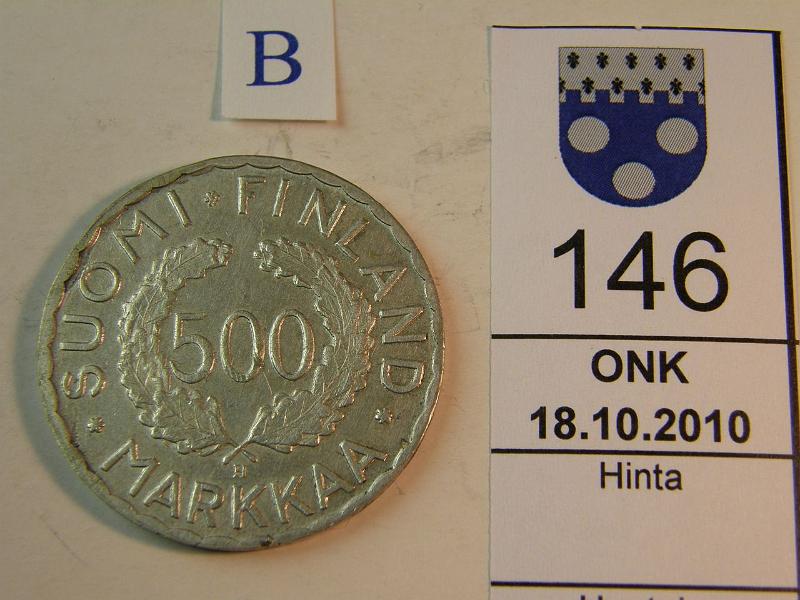 B
SUOMI * FINLAND
500
H
* MARKKAA *
146
ONK
18.10.2010
Hinta